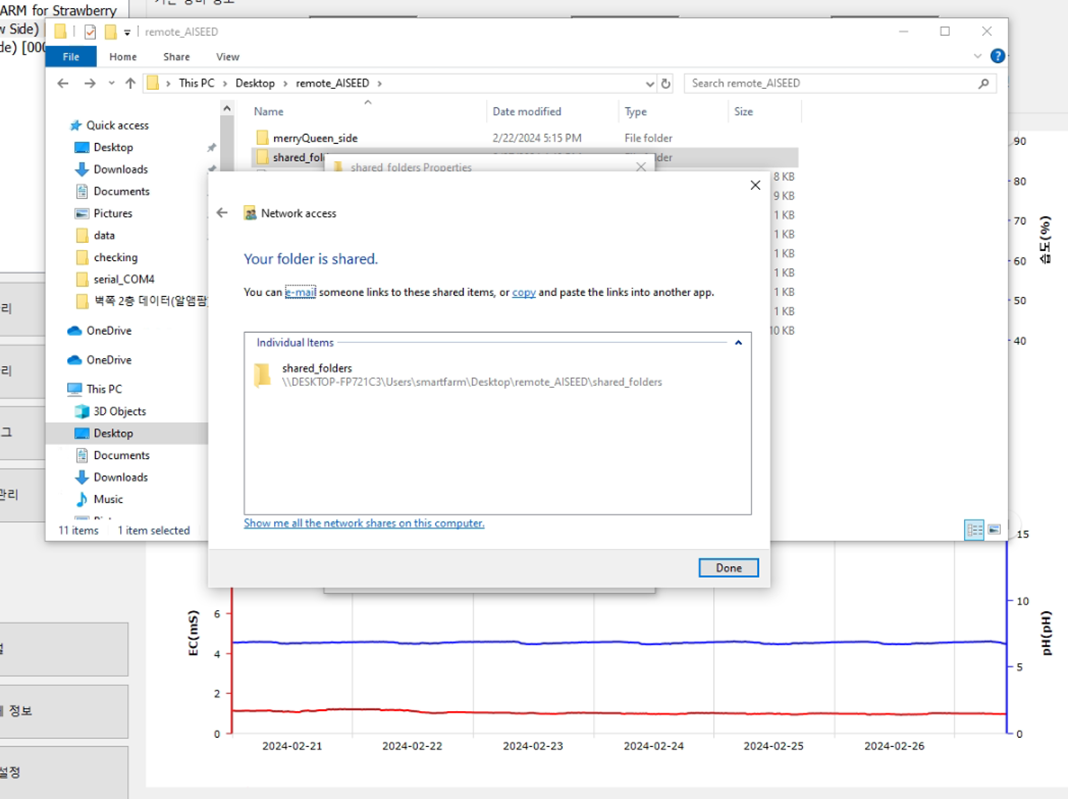 ARM for Strawberry
w Side)
de) [000
remote_AISEED
File Home Share View
This PC Desktop remote_AISEED
Search remote_AISEED
Name Date modified Type Size
merryQueen_side 2/22/2024 5:15 PM File folder
shared_fol
shared_folders Properties
8 KB
9 KB
1 KB
1 KB
1 KB
1 KB
1 KB
1 KB
10 KB
Quick access
Desktop
Downloads
Documents
Pictures
data
checking
serial_COM4
벽쪽 2층 데이터(알앰팜
OneDrive
OneDrive
This PC
3D Objects
Desktop
Documents
Downloads
Music
11 items 1 item selected
Network access
Your folder is shared.
You can e-mail someone links to these shared items, or copy and paste the links into another app.
Individual Items
shared_folders
\\DESKTOP-FP721C3\Users\smartfarm\Desktop\remote_AISEED\shared_folders
Show me all the network shares on this computer.
Done
리
리
그
관리
정보
설정
90
80
70
60
50
40
습도(%)
EC(mS)
6
4
2
0
15
10
5
0
pH(pH)
2024-02-21 2024-02-22 2024-02-23 2024-02-24 2024-02-25 2024-02-26